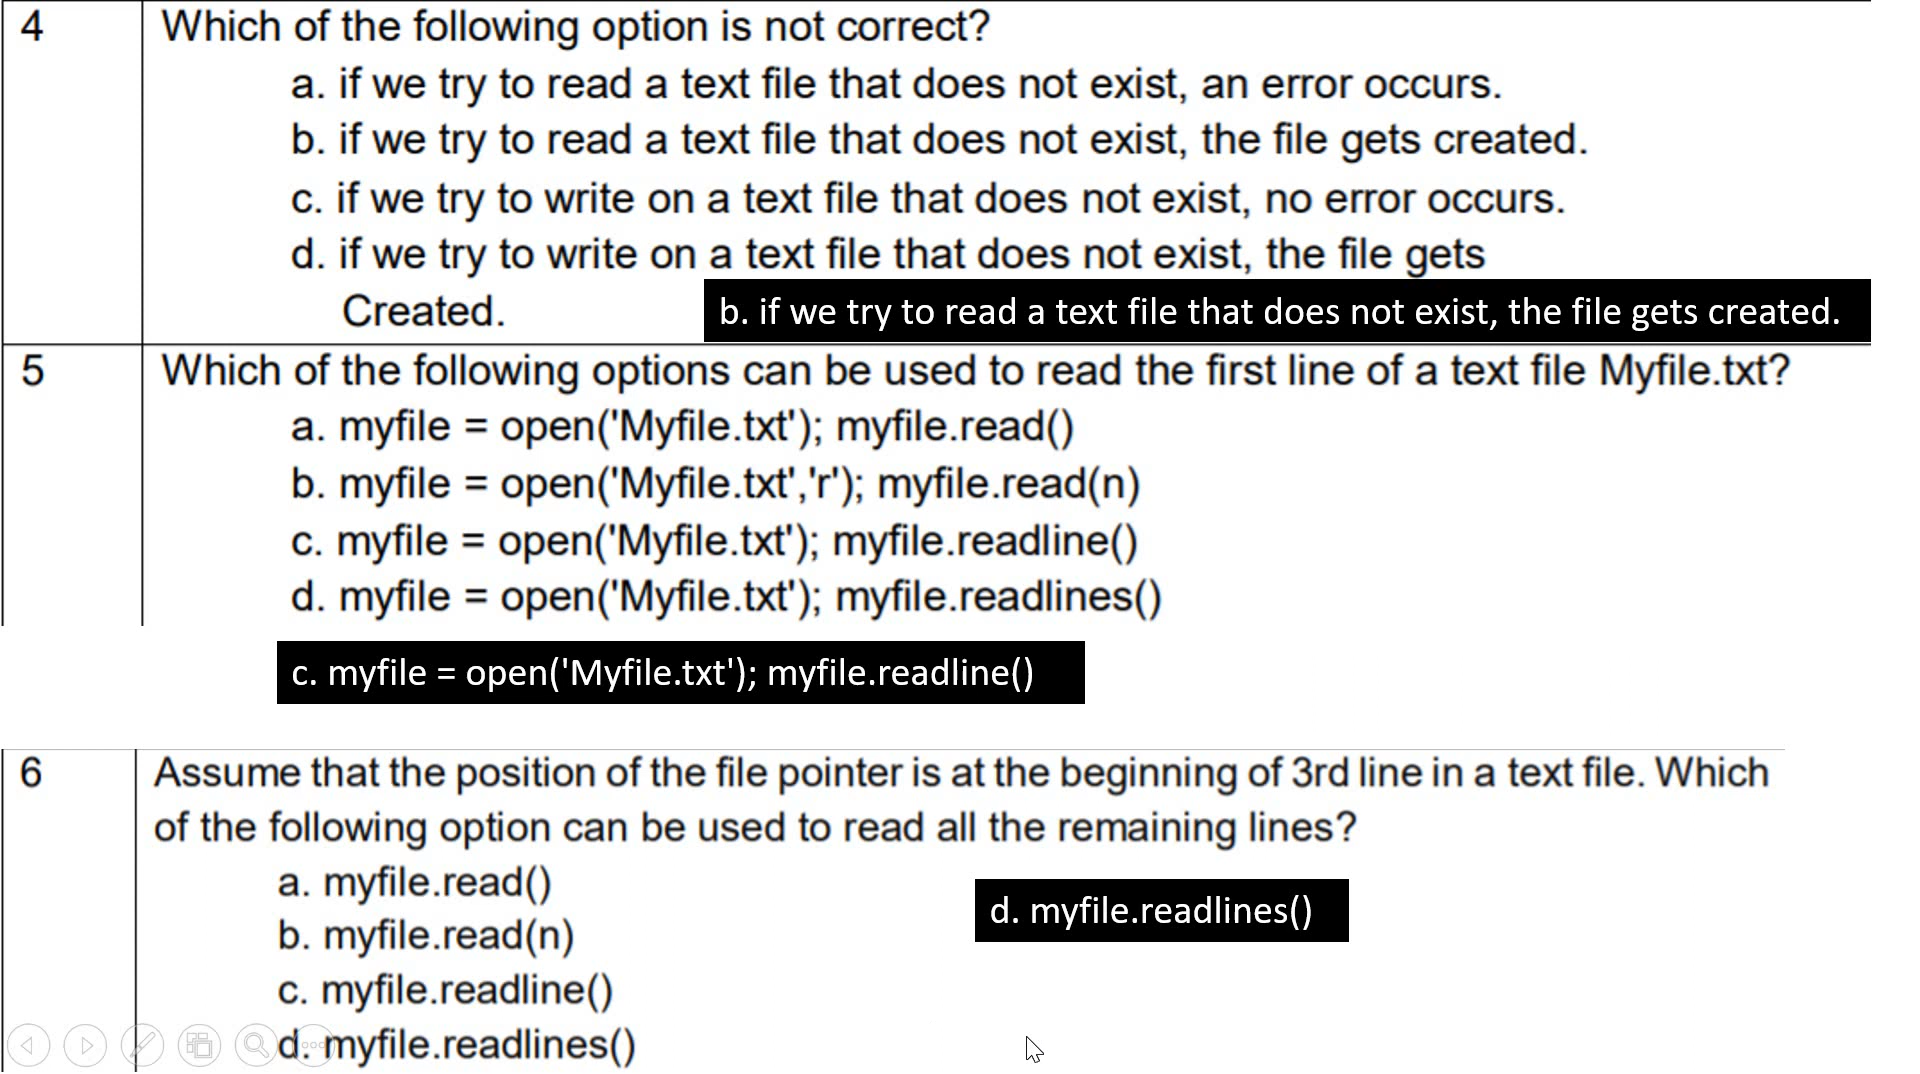 4
Which of the following option is not correct?
a. if we try to read a text file that does not exist, an error occurs.
b. if we try to read a text file that does not exist, the file gets created.
c. if we try to write on a text file that does not exist, no error occurs.
d. if we try to write on a text file that does not exist, the file gets
Created.
b. if we try to read a text file that does not exist, the file gets created.
5
Which of the following options can be used to read the first line of a text file Myfile.txt?
a. myfile = open('Myfile.txt'); myfile.read()
b. myfile = open('Myfile.txt','r'); myfile.read(n)
c. myfile = open('Myfile.txt'); myfile.readline()
d. myfile = open('Myfile.txt'); myfile.readlines()
c. myfile = open('Myfile.txt'); myfile.readline()
6
Assume that the position of the file pointer is at the beginning of 3rd line in a text file. Which
of the following option can be used to read all the remaining lines?
a. myfile.read()
b. myfile.read(n)
c. myfile.readline()
d. myfile.readlines()
d. myfile.readlines()